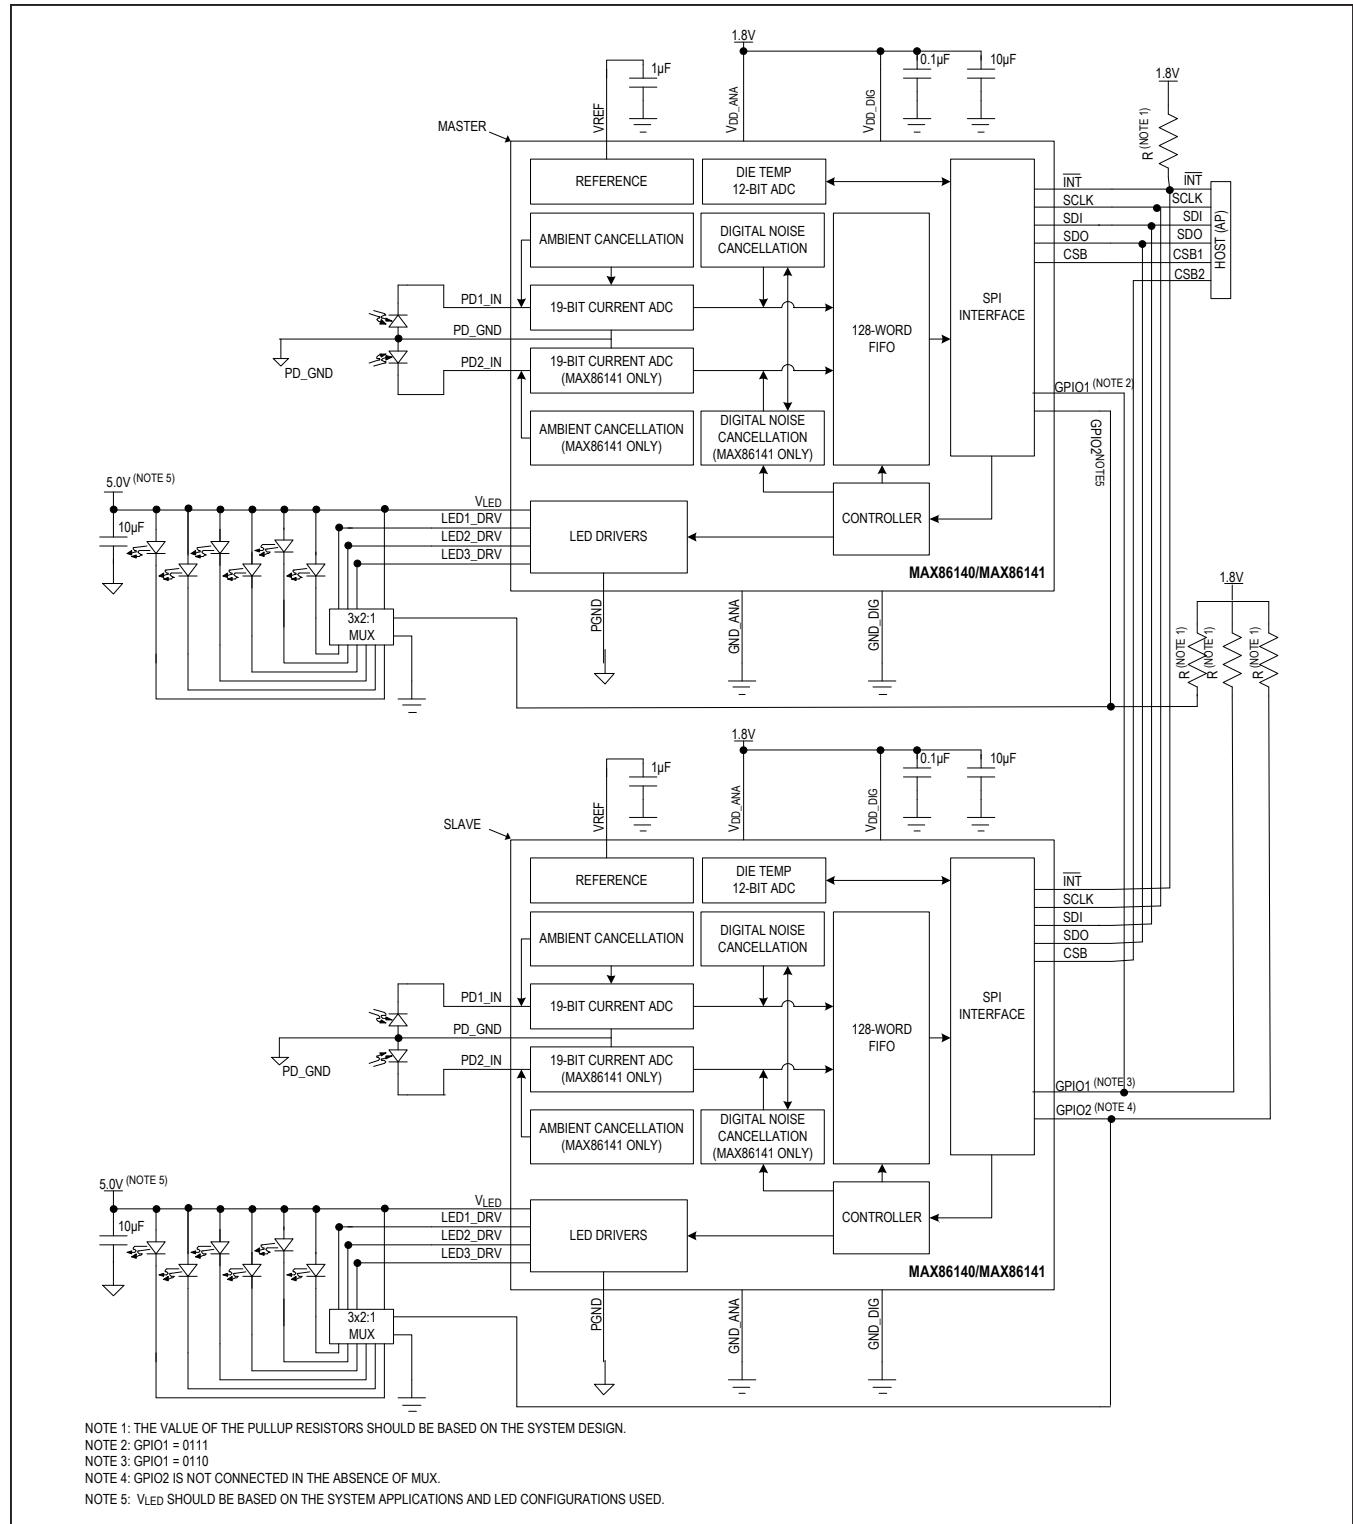 1.8V
0.1µF
10µF
1µF
1.8V
VREF
VDD_ANA
VDD_DIG
R (NOTE 1)
MASTER
REFERENCE
DIE TEMP
12-BIT ADC
INT
INT
SCLK
SCLK
SDI
SDI
SDO
SDO
CSB
CSB1
CSB2
HOST (AP)
AMBIENT CANCELLATION
DIGITAL NOISE
CANCELLATION
SPI
INTERFACE
PD1_IN
19-BIT CURRENT ADC
PD_GND
128-WORD
FIFO
PD2_IN
19-BIT CURRENT ADC
(MAX86141 ONLY)
PD_GND
GPIO1 (NOTE 2)
AMBIENT CANCELLATION
(MAX86141 ONLY)
DIGITAL NOISE
CANCELLATION
(MAX86141 ONLY)
GPIO2 NOTE5
5.0V (NOTE 5)
10µF
VLED
LED1_DRV
LED2_DRV
LED3_DRV
LED DRIVERS
CONTROLLER
MAX86140/MAX86141
3x2:1
MUX
PGND
GND_ANA
GND_DIG
1.8V
R (NOTE 1)
R (NOTE 1)
R (NOTE 1)
1.8V
0.1µF
10µF
1µF
VREF
VDD_ANA
VDD_DIG
SLAVE
REFERENCE
DIE TEMP
12-BIT ADC
INT
SCLK
SDI
SDO
CSB
AMBIENT CANCELLATION
DIGITAL NOISE
CANCELLATION
SPI
INTERFACE
PD1_IN
19-BIT CURRENT ADC
PD_GND
128-WORD
FIFO
PD2_IN
19-BIT CURRENT ADC
(MAX86141 ONLY)
PD_GND
GPIO1 (NOTE 3)
GPIO2 (NOTE 4)
AMBIENT CANCELLATION
(MAX86141 ONLY)
DIGITAL NOISE
CANCELLATION
(MAX86141 ONLY)
5.0V (NOTE 5)
10µF
VLED
LED1_DRV
LED2_DRV
LED3_DRV
LED DRIVERS
CONTROLLER
MAX86140/MAX86141
3x2:1
MUX
PGND
GND_ANA
GND_DIG
NOTE 1: THE VALUE OF THE PULLUP RESISTORS SHOULD BE BASED ON THE SYSTEM DESIGN.
NOTE 2: GPIO1 = 0111
NOTE 3: GPIO1 = 0110
NOTE 4: GPIO2 IS NOT CONNECTED IN THE ABSENCE OF MUX.
NOTE 5: VLED SHOULD BE BASED ON THE SYSTEM APPLICATIONS AND LED CONFIGURATIONS USED.